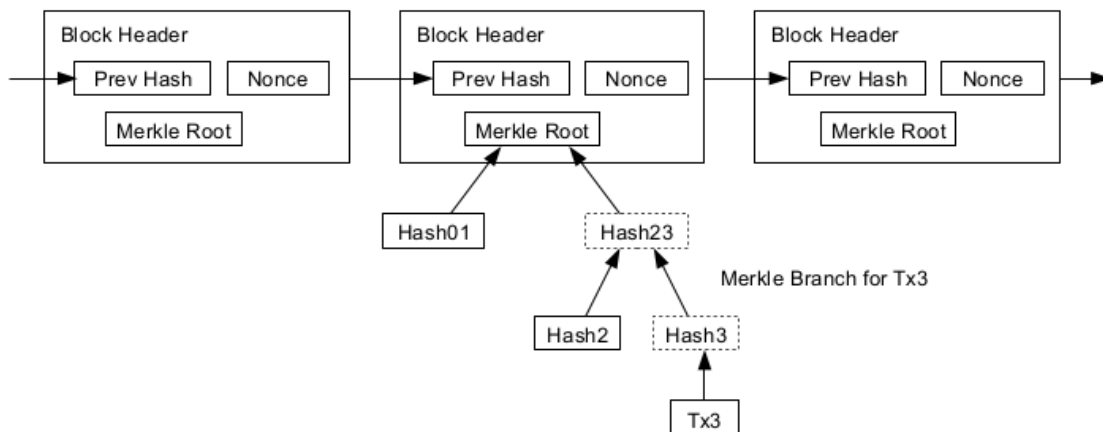 Block Header
Block Header
Block Header
Prev Hash
Nonce
Prev Hash
Nonce
Prev Hash
Nonce
Merkle Root
Merkle Root
Merkle Root
Hash01
Hash23
Merkle Branch for Tx3
Hash2
Hash3
Tx3